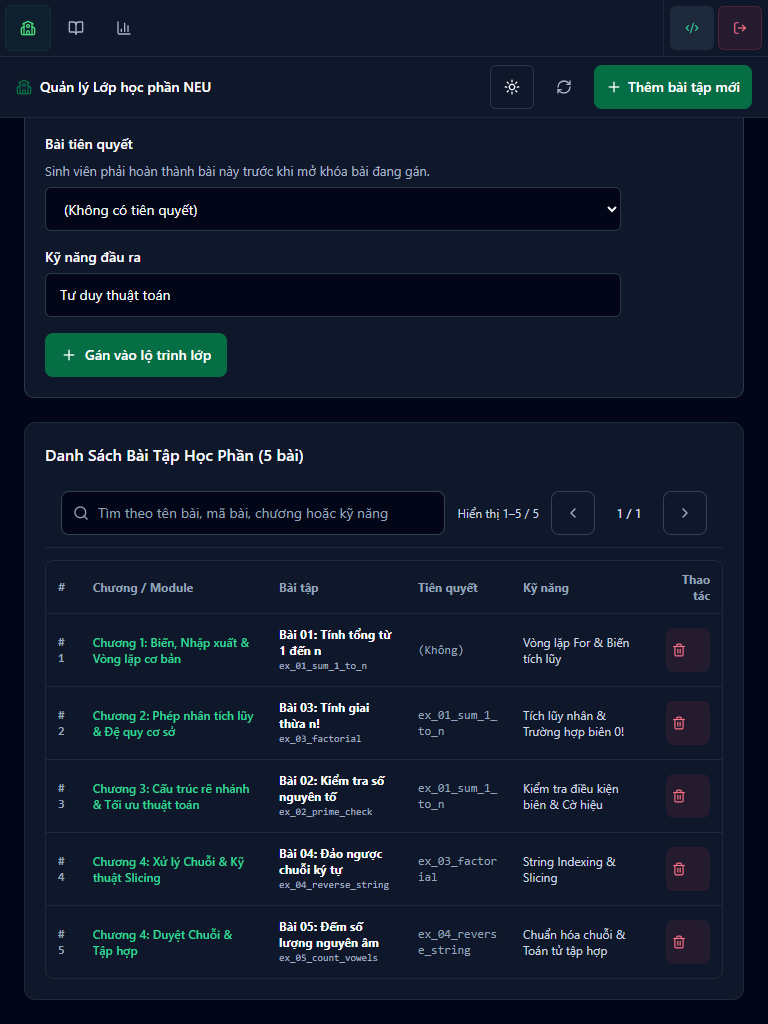 Quản lý Lớp học phần NEU
Thêm bài tập mới
Bài tiên quyết
Sinh viên phải hoàn thành bài này trước khi mở khóa bài đang gán.
(Không có tiên quyết)
Kỹ năng đầu ra
Tư duy thuật toán
Gán vào lộ trình lớp
Danh Sách Bài Tập Học Phần (5 bài)
Tìm theo tên bài, mã bài, chương hoặc kỹ năng
Hiển thị 1–5 / 5
1 / 1
# Chương / Module Bài tập Tiên quyết Kỹ năng Thao
tác
# Chương 1: Biến, Nhập xuất & Bài 01: Tính tổng từ (Không) Vòng lặp For & Biến
1 Vòng lặp cơ bản 1 đến n tích lũy
ex_01_sum_1_to_n
# Chương 2: Phép nhân tích lũy Bài 03: Tính giai ex_01_sum_1_ Tích lũy nhân &
2 & Đệ quy cơ sở thừa n! to_n Trường hợp biên 0!
ex_03_factorial
# Chương 3: Cấu trúc rẽ nhánh Bài 02: Kiểm tra số ex_01_sum_1_ Kiểm tra điều kiện
3 & Tối ưu thuật toán nguyên tố to_n biên & Cờ hiệu
ex_02_prime_check
# Chương 4: Xử lý Chuỗi & Kỹ Bài 04: Đảo ngược ex_03_factor String Indexing &
4 thuật Slicing chuỗi ký tự ial Slicing
ex_04_reverse_string
# Chương 4: Duyệt Chuỗi & Bài 05: Đếm số ex_04_revers Chuẩn hóa chuỗi &
5 Tập hợp lượng nguyên âm e_string Toán tử tập hợp
ex_05_count_vowels